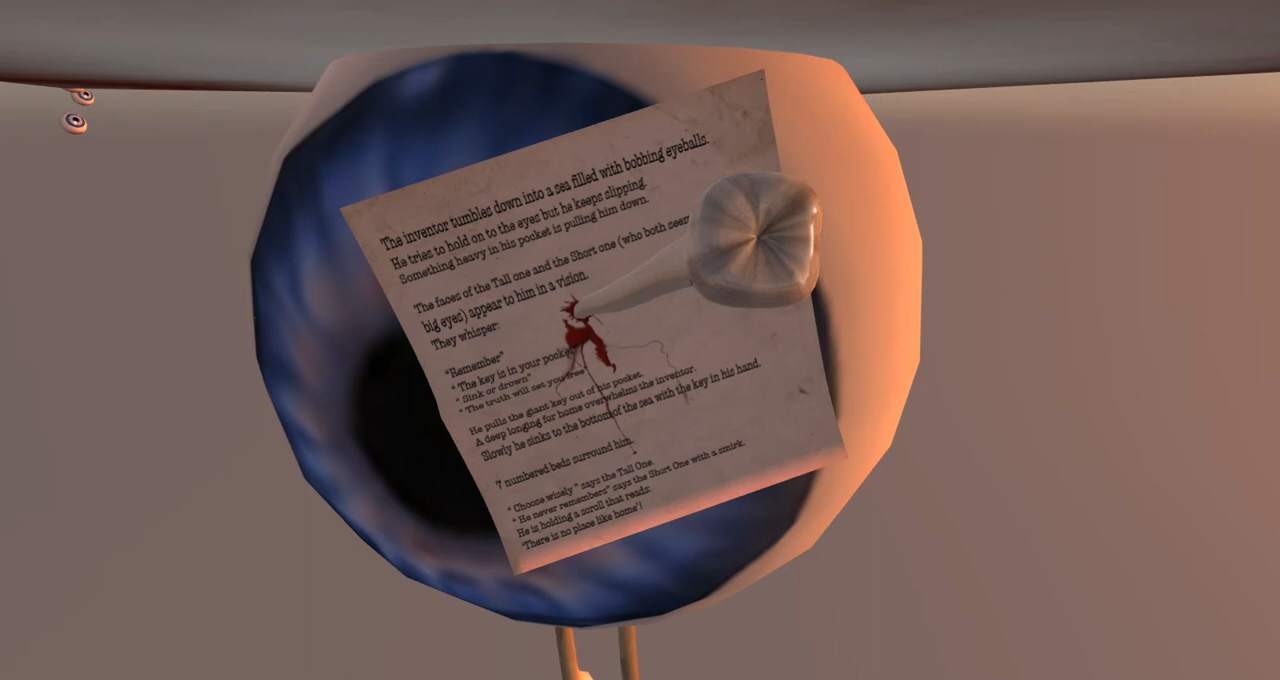 The inventor tumbles down into a sea filled with bobbing eyeballs.
He tries to hold on to the eyes but he keeps slipping.
Something heavy in his pocket is pulling him down.
The faces of the Tall one and the Short one (who both seem
big eyes) appear to him in a vision.
They whisper:
"Remember"
" The key is in your pocket
" Sink or drown"
" The truth will set you free"
He pulls the giant key out of his pocket.
A deep longing for home overwhelms the inventor.
Slowly he sinks to the bottom of the sea with the key in his hand.
7 numbered beds surround him.
" Choose wisely " says the Tall One.
" He never remembers" says the Short One with a smirk.
He is holding a scroll that reads:
'There is no place like home'!